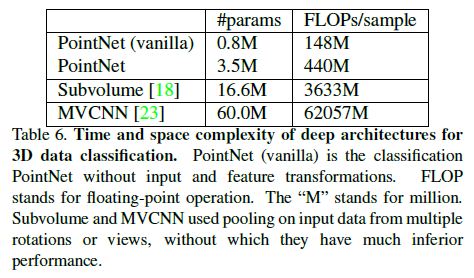 #params FLOPs/sample
PointNet (vanilla) 0.8M 148M
PointNet 3.5M 440M
Subvolume [18] 16.6M 3633M
MVCNN [23] 60.0M 62057M
Table 6. Time and space complexity of deep architectures for
3D data classification. PointNet (vanilla) is the classification
PointNet without input and feature transformations. FLOP
stands for floating-point operation. The “M” stands for million.
Subvolume and MVCNN used pooling on input data from multiple
rotations or views, without which they have much inferior
performance.